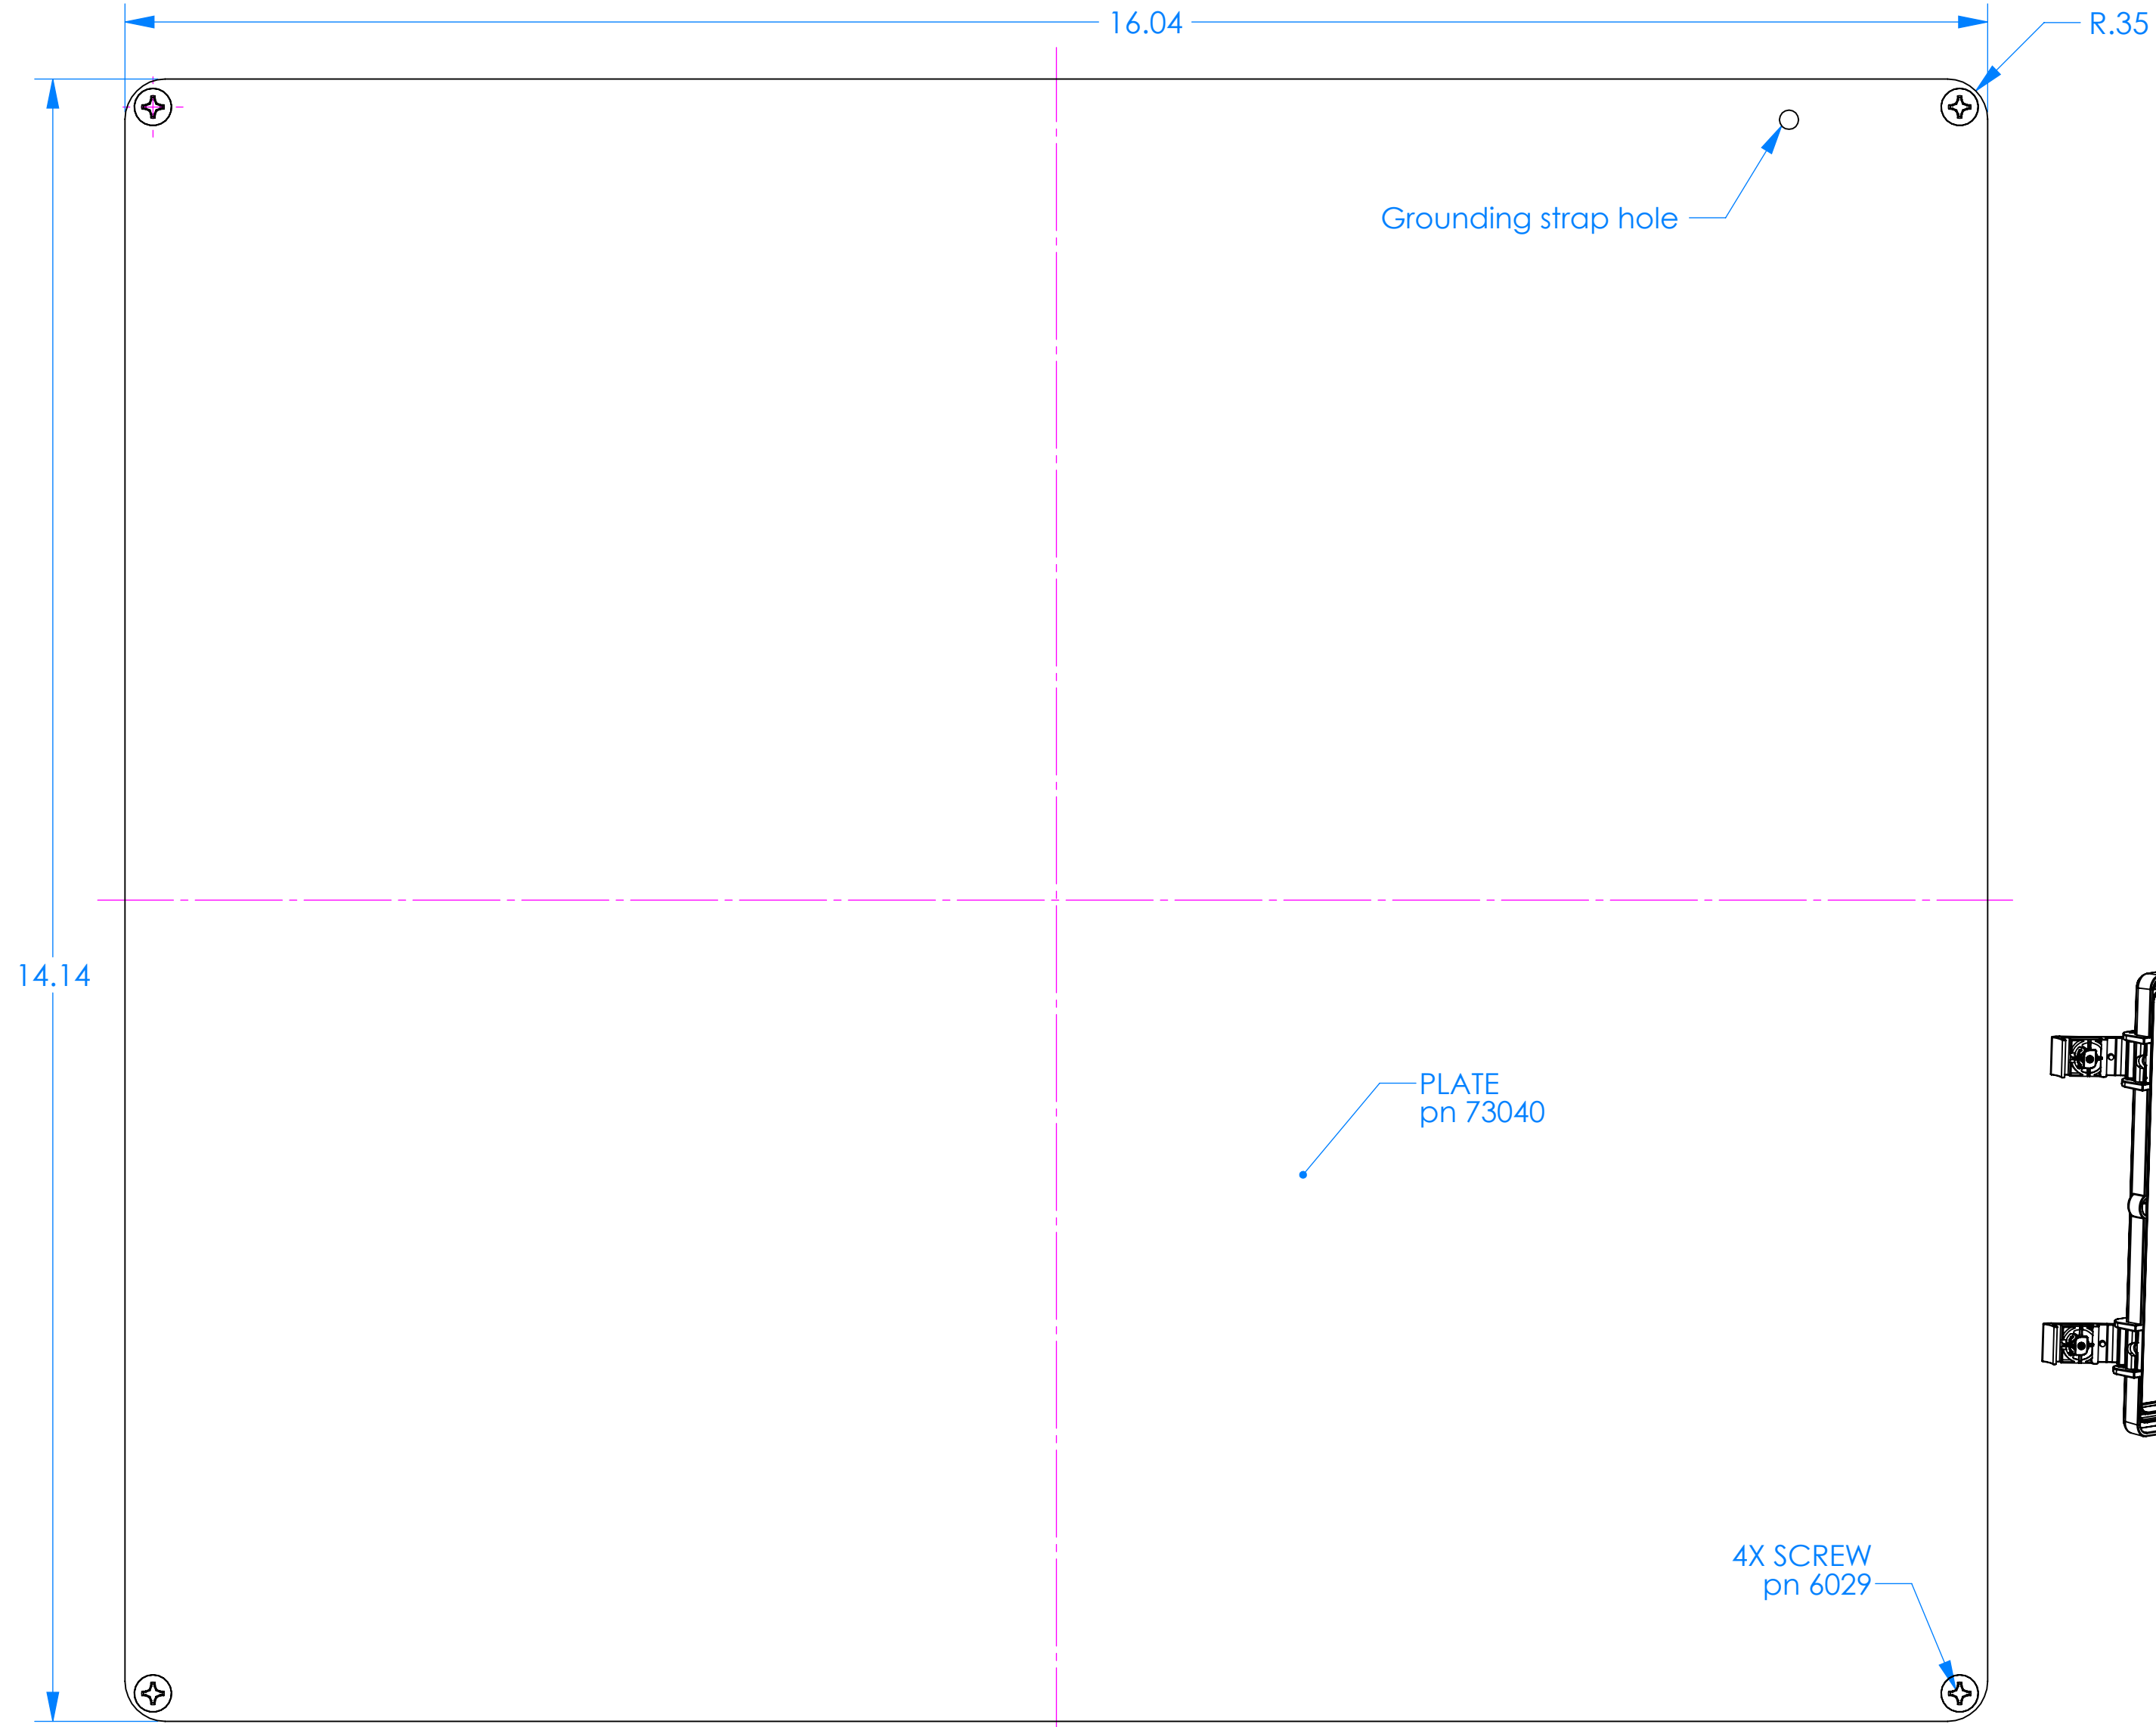 16.04
R.35
Grounding strap hole
14.14
PLATE
pn 73040
4X SCREW
pn 6029